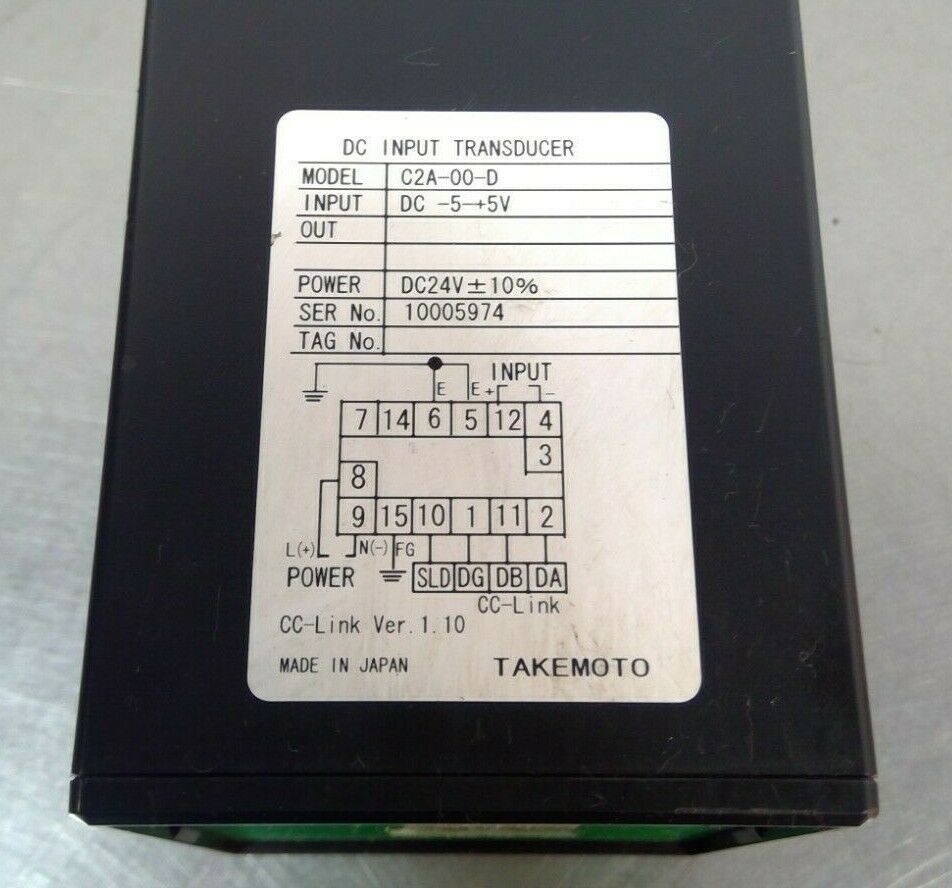 DC INPUT TRANSDUCER
MODEL C2A-00-D
INPUT DC -5-+5V
OUT
POWER DC24V±10%
SER No. 10005974
TAG No.
INPUT
E E + -
7 14 6 5 12 4
3
8
9 15 10 1 11 2
L(+) N(-) FG
POWER SLD DG DB DA
CC-Link
CC-Link Ver.1.10
MADE IN JAPAN TAKEMOTO